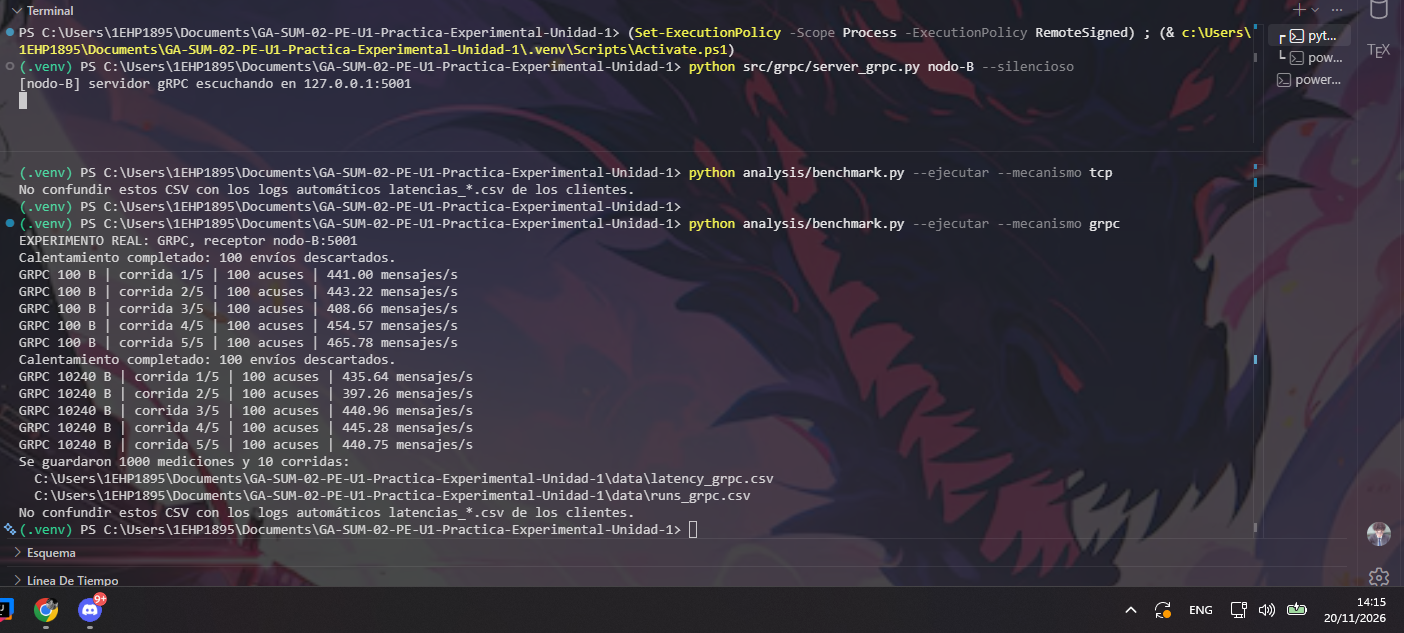 Terminal
PS C:\Users\1EHP1895\Documents\GA-SUM-02-PE-U1-Practica-Experimental-Unidad-1> (Set-ExecutionPolicy -Scope Process -ExecutionPolicy RemoteSigned) ; (& c:\Users\
1EHP1895\Documents\GA-SUM-02-PE-U1-Practica-Experimental-Unidad-1\.venv\Scripts\Activate.ps1)
(.venv) PS C:\Users\1EHP1895\Documents\GA-SUM-02-PE-U1-Practica-Experimental-Unidad-1> python src/grpc/server_grpc.py nodo-B --silencioso
[nodo-B] servidor gRPC escuchando en 127.0.0.1:5001
pyt...
pow...
power...
TEX
(.venv) PS C:\Users\1EHP1895\Documents\GA-SUM-02-PE-U1-Practica-Experimental-Unidad-1> python analysis/benchmark.py --ejecutar --mecanismo tcp
No confundir estos CSV con los logs automáticos latencias_*.csv de los clientes.
(.venv) PS C:\Users\1EHP1895\Documents\GA-SUM-02-PE-U1-Practica-Experimental-Unidad-1>
(.venv) PS C:\Users\1EHP1895\Documents\GA-SUM-02-PE-U1-Practica-Experimental-Unidad-1> python analysis/benchmark.py --ejecutar --mecanismo grpc
EXPERIMENTO REAL: GRPC, receptor nodo-B:5001
Calentamiento completado: 100 envíos descartados.
GRPC 100 B | corrida 1/5 | 100 acuses | 441.00 mensajes/s
GRPC 100 B | corrida 2/5 | 100 acuses | 443.22 mensajes/s
GRPC 100 B | corrida 3/5 | 100 acuses | 408.66 mensajes/s
GRPC 100 B | corrida 4/5 | 100 acuses | 454.57 mensajes/s
GRPC 100 B | corrida 5/5 | 100 acuses | 465.78 mensajes/s
Calentamiento completado: 100 envíos descartados.
GRPC 10240 B | corrida 1/5 | 100 acuses | 435.64 mensajes/s
GRPC 10240 B | corrida 2/5 | 100 acuses | 397.26 mensajes/s
GRPC 10240 B | corrida 3/5 | 100 acuses | 440.96 mensajes/s
GRPC 10240 B | corrida 4/5 | 100 acuses | 445.28 mensajes/s
GRPC 10240 B | corrida 5/5 | 100 acuses | 440.75 mensajes/s
Se guardaron 1000 mediciones y 10 corridas:
C:\Users\1EHP1895\Documents\GA-SUM-02-PE-U1-Practica-Experimental-Unidad-1\data\latency_grpc.csv
C:\Users\1EHP1895\Documents\GA-SUM-02-PE-U1-Practica-Experimental-Unidad-1\data\runs_grpc.csv
No confundir estos CSV con los logs automáticos latencias_*.csv de los clientes.
(.venv) PS C:\Users\1EHP1895\Documents\GA-SUM-02-PE-U1-Practica-Experimental-Unidad-1>
Esquema
Línea De Tiempo
9+
ENG
14:15
20/11/2026